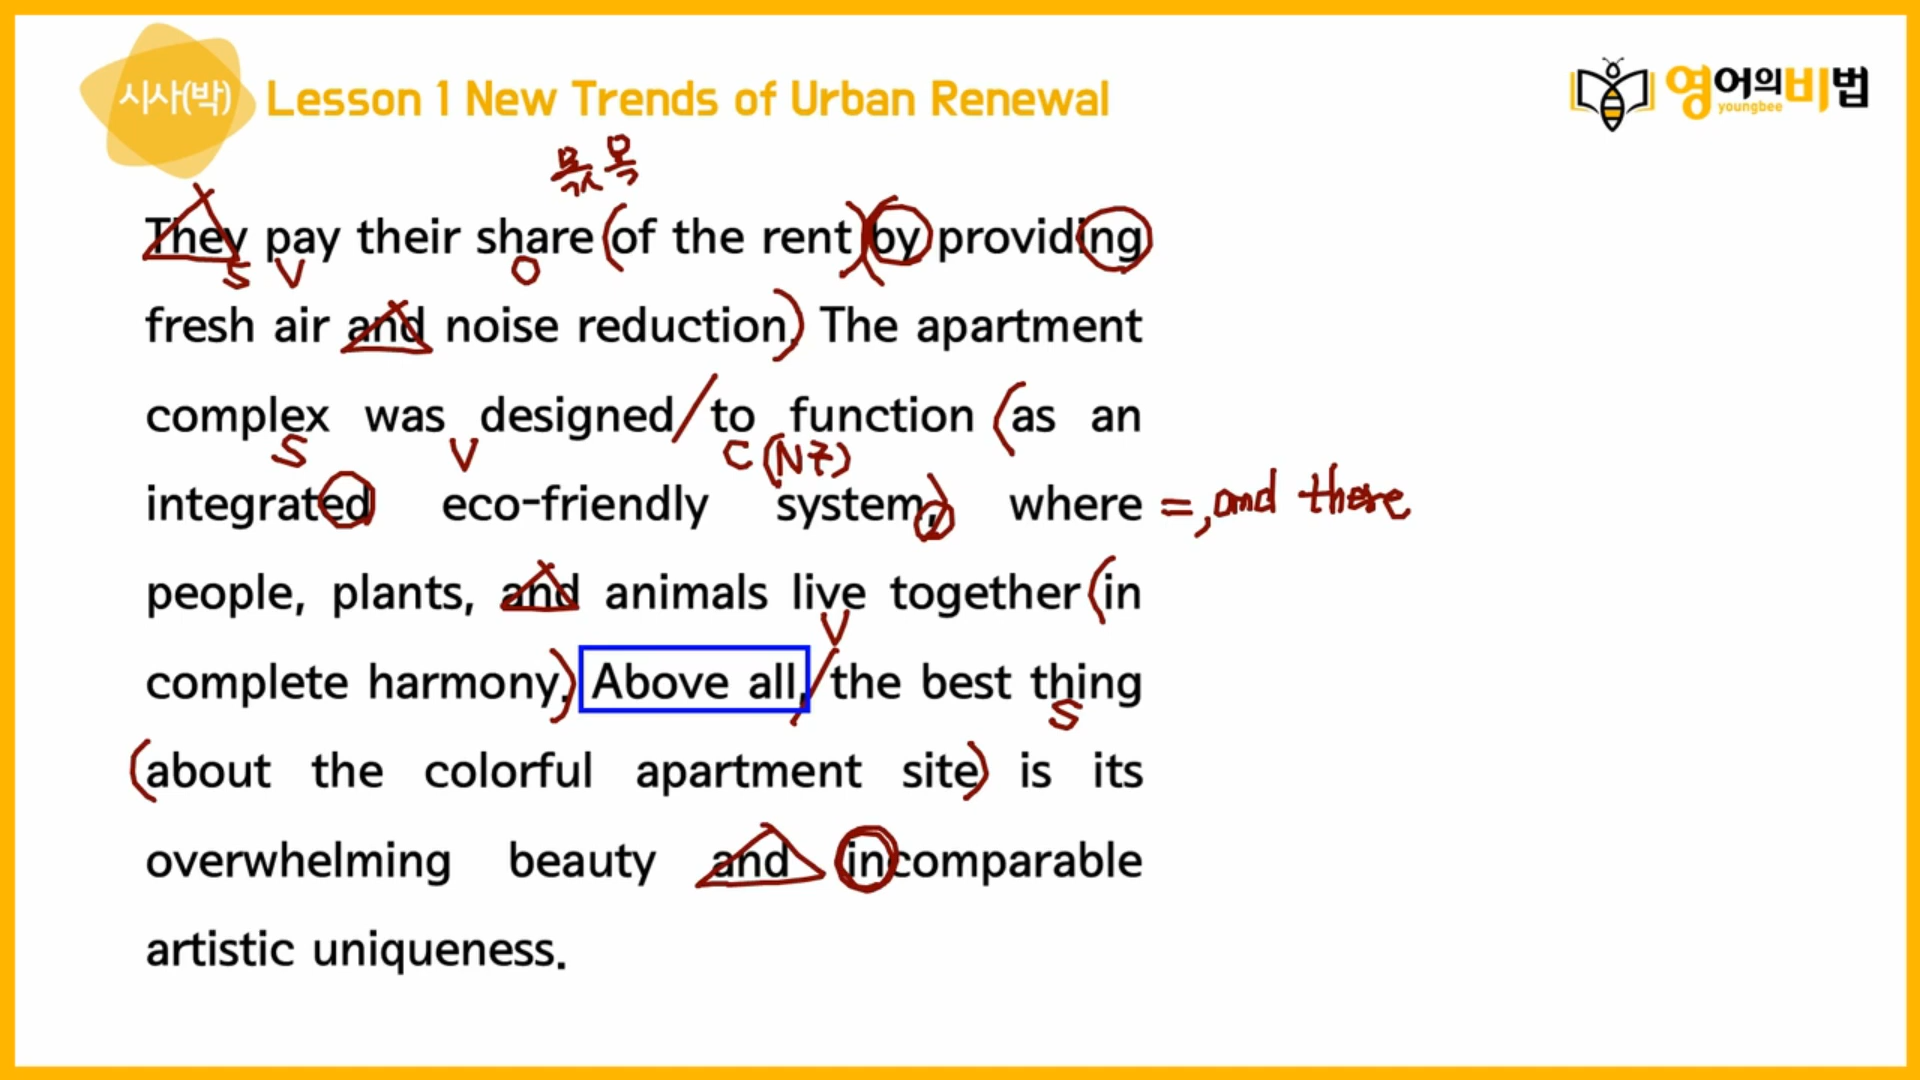 시사(박)
Lesson 1 New Trends of Urban Renewal
영어의비법
youngbee
몫 목
They pay their share (of the rent) (by providing
S V O
fresh air and noise reduction.) The apartment
complex was designed / to function (as an
S V C (N적)
integrated eco-friendly system,) where = , and there
people, plants, and animals live together (in
V
complete harmony.) Above all, / the best thing
S
(about the colorful apartment site) is its
overwhelming beauty and incomparable
artistic uniqueness.